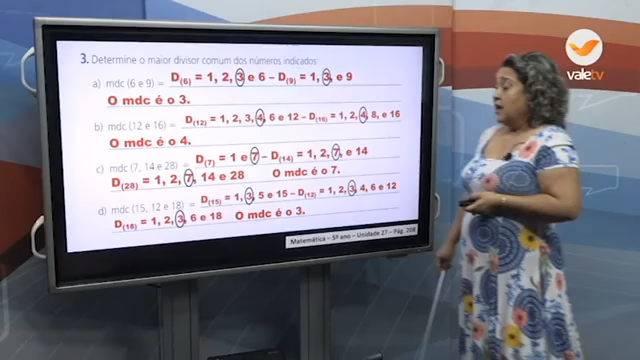 3. Determine o maior divisor comum dos números indicados
a) mdc (6 e 9) = D(6) = 1, 2, 3 e 6 – D(9) = 1, 3, e 9
O mdc é o 3.
b) mdc (12 e 16) = D(12) = 1, 2, 3, 4, 6 e 12 – D(16) = 1, 2, 4, 8, e 16
O mdc é o 4.
c) mdc (7, 14 e 28) = D(7) = 1 e 7 – D(14) = 1, 2, 7, e 14
D(28) = 1, 2, 7, 14 e 28 O mdc é o 7.
d) mdc (15, 12 e 18) = D(15) = 1, 3, 5 e 15 – D(12) = 1, 2, 3, 4, 6 e 12
D(18) = 1, 2, 3, 6 e 18 O mdc é o 3.
Matemática – 5º ano – Unidade 27 – Pág. 208
valetv